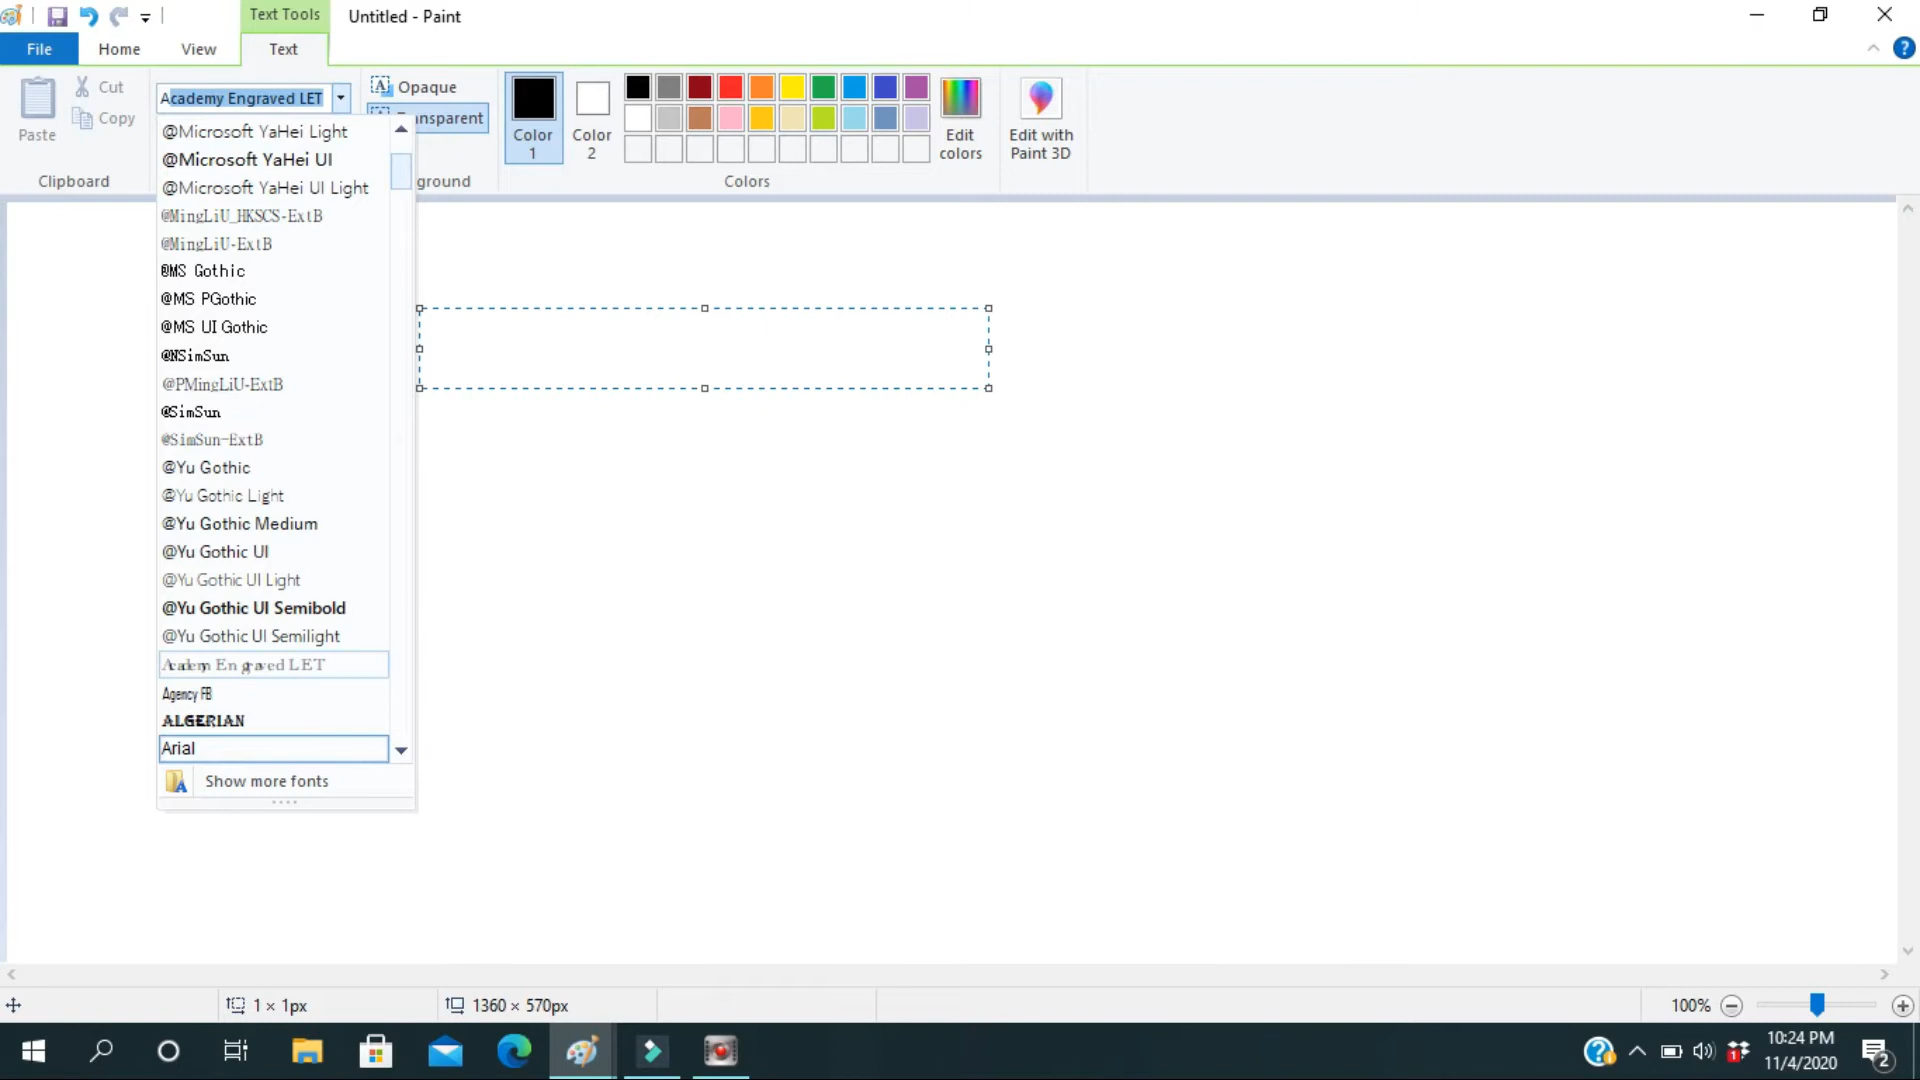 Text Tools
Untitled - Paint
File
Home
View
Text
Cut
Copy
Paste
Clipboard
Academy Engraved LET
Opaque
ansparent
ground
Color
1
Color
2
Edit
colors
Colors
Edit with
Paint 3D
@Microsoft YaHei Light
@Microsoft YaHei UI
@Microsoft YaHei UI Light
@MingLiU_HKSCS-ExtB
@MingLiU-ExtB
@MS Gothic
@MS PGothic
@MS UI Gothic
@NSimSun
@PMingLiU-ExtB
@SimSun
@SimSun-ExtB
@Yu Gothic
@Yu Gothic Light
@Yu Gothic Medium
@Yu Gothic UI
@Yu Gothic UI Light
@Yu Gothic UI Semibold
@Yu Gothic UI Semilight
Academy Engraved LET
Agency FB
ALGERIAN
Arial
Show more fonts
1 × 1px
1360 × 570px
100%
10:24 PM
11/4/2020
1
2